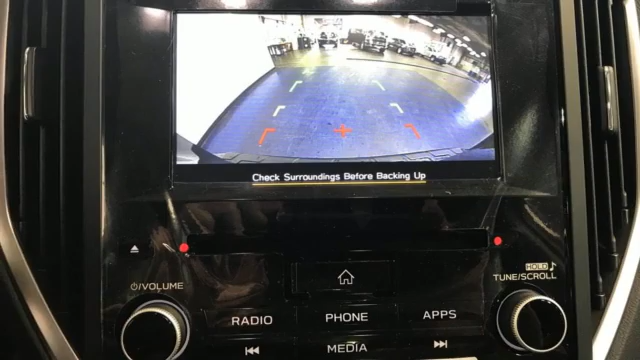 Check Surroundings Before Backing Up
HOLD
⏻/VOLUME
TUNE/SCROLL
RADIO
PHONE
APPS
MEDIA